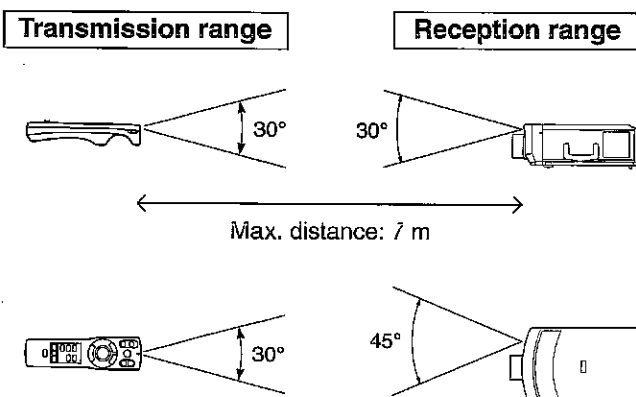 Transmission range
Reception range
30°
30°
Max. distance: 7 m
30°
45°